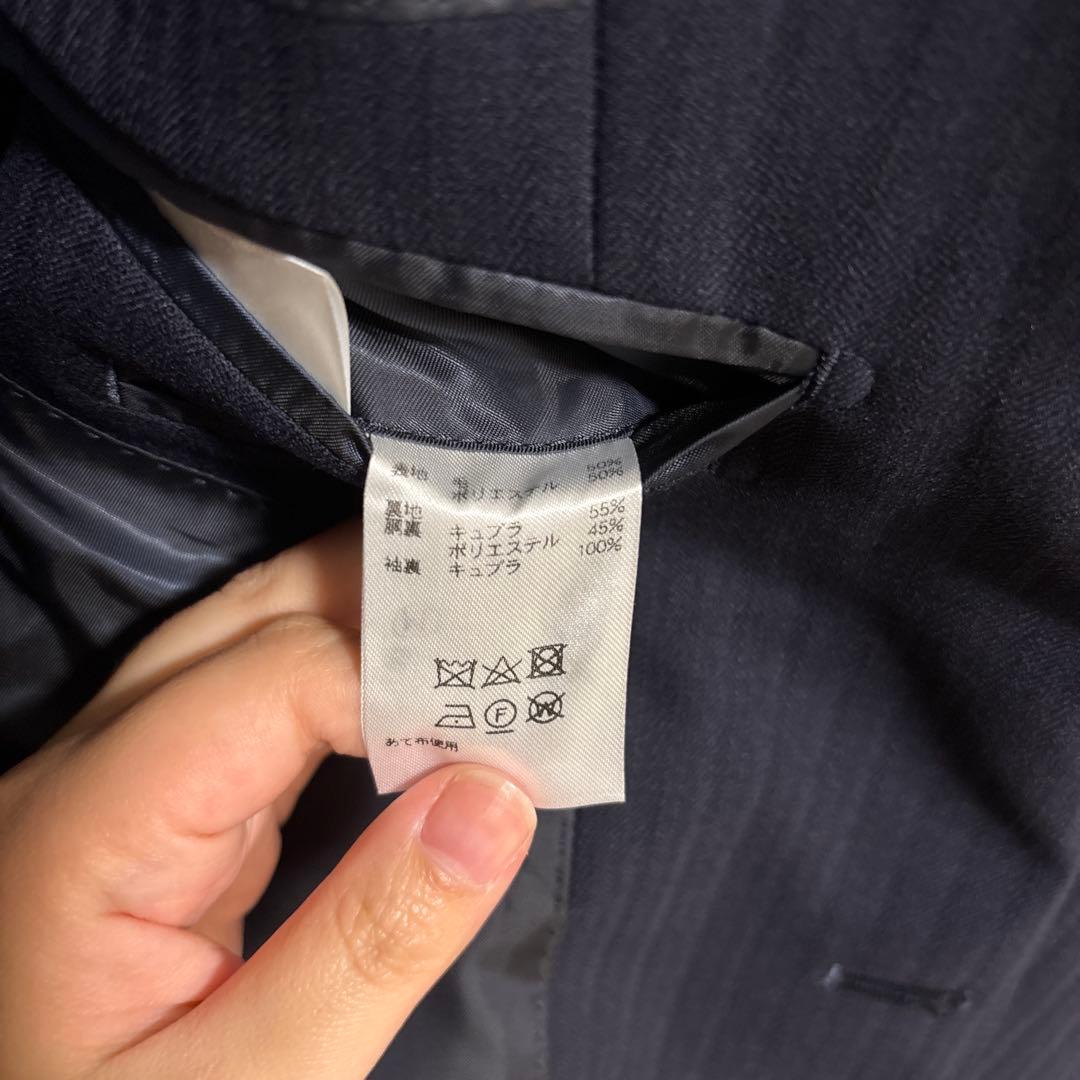 表地 毛 50%
ポリエステル 50%
裏地
胴裏 キュプラ 55%
ポリエステル 45%
袖裏 キュプラ 100%
F
W
あて布使用